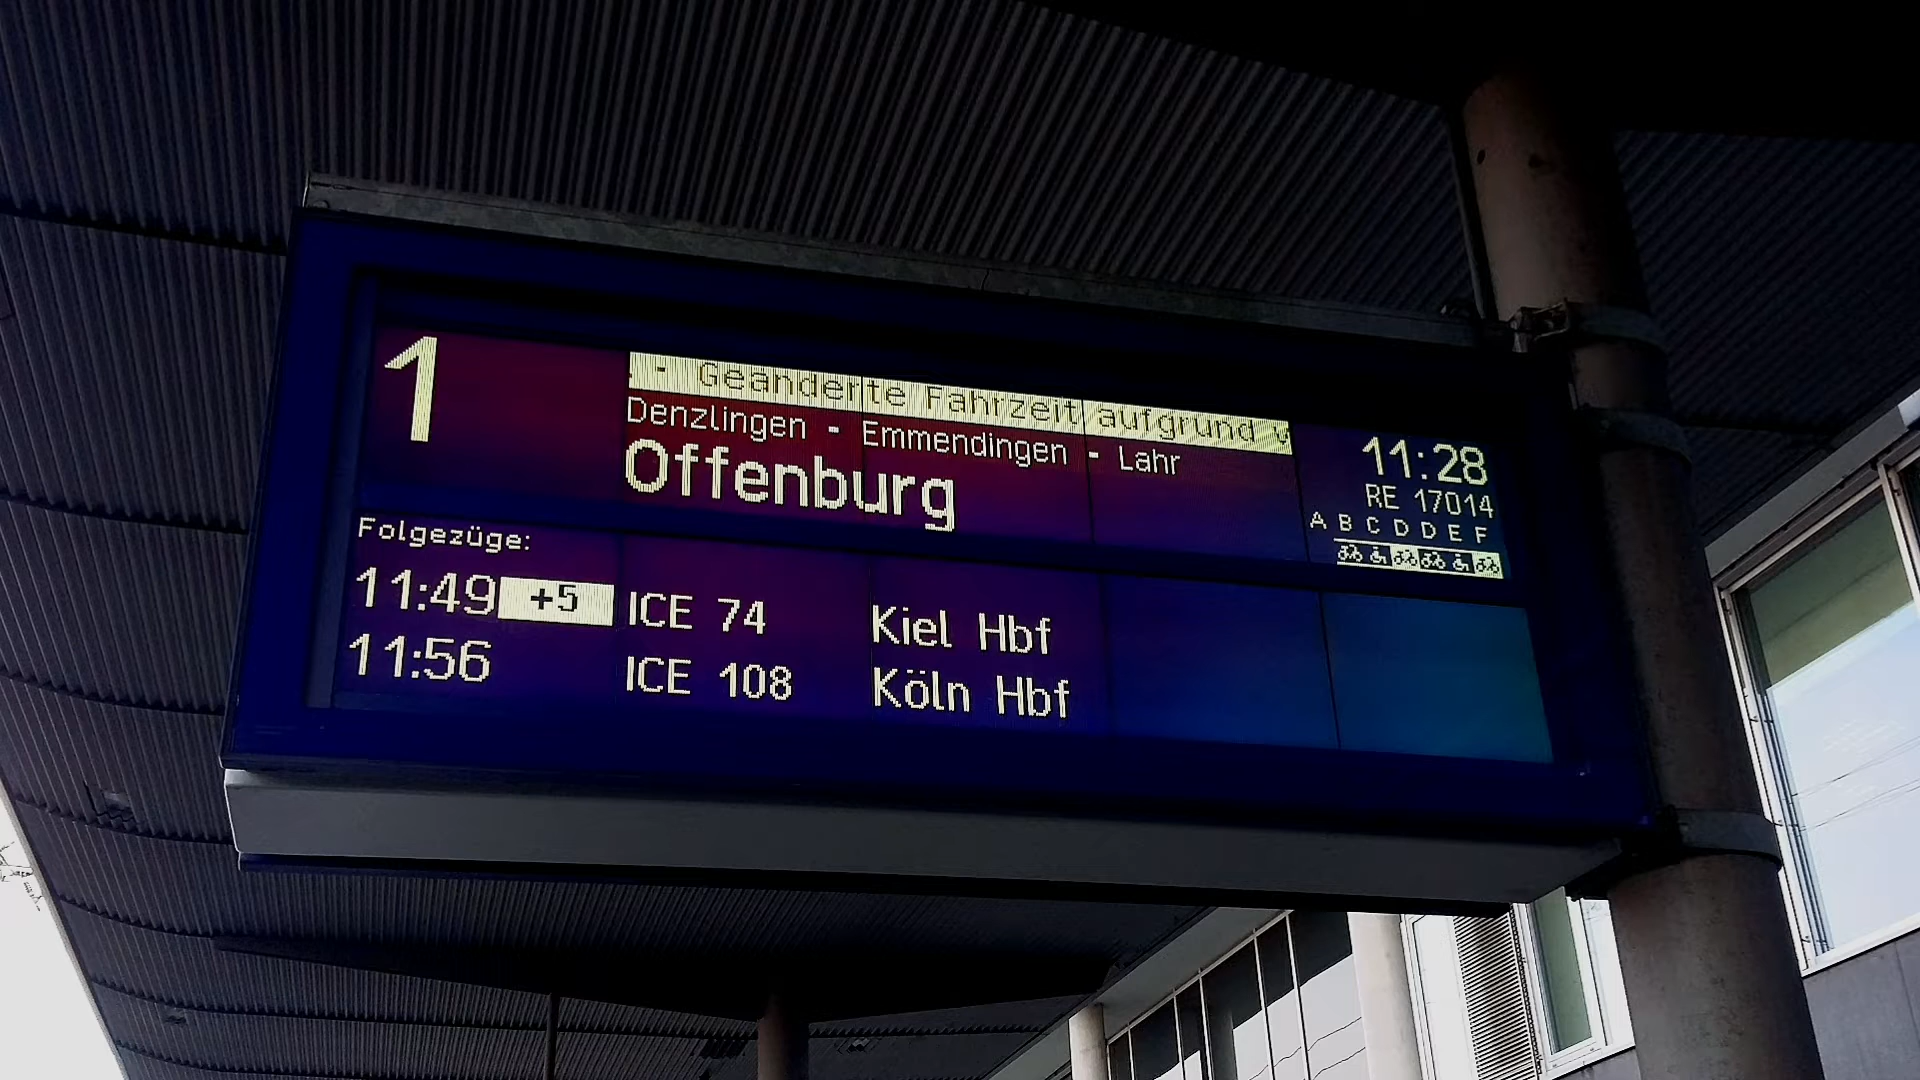 1
- Geänderte Fahrzeit aufgrund
Denzlingen - Emmendingen - Lahr
Offenburg
11:28
RE 17014
A B C D D E F
Folgezüge:
11:49 +5 ICE 74 Kiel Hbf
11:56 ICE 108 Köln Hbf